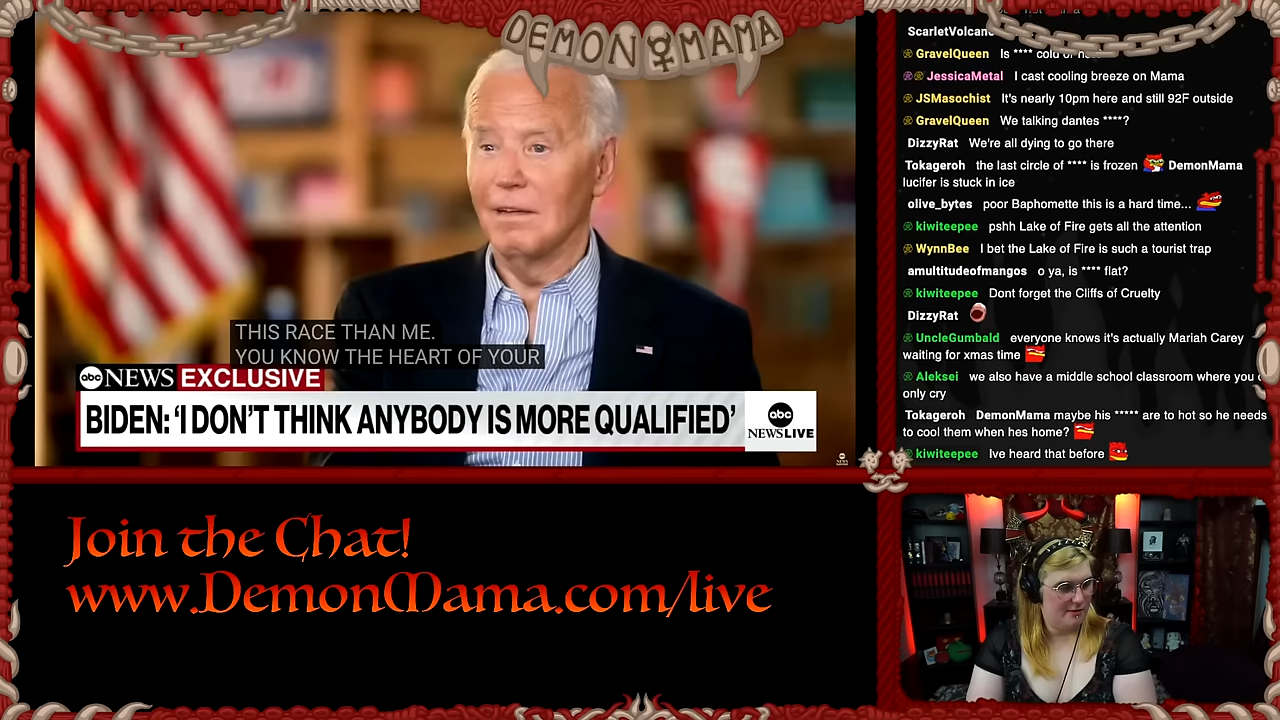 DEMON MAMA
THIS RACE THAN ME.
YOU KNOW THE HEART OF YOUR
abc NEWS EXCLUSIVE
BIDEN: ‘I DON’T THINK ANYBODY IS MORE QUALIFIED’
abc
NEWS LIVE
Join the Chat!
www.DemonMama.com/live
ScarletVolcano
GravelQueen Is **** cold or
JessicaMetal I cast cooling breeze on Mama
JSMasochist It's nearly 10pm here and still 92F outside
GravelQueen We talking dantes ****?
DizzyRat We're all dying to go there
Tokageroh the last circle of **** is frozen DemonMama
lucifer is stuck in ice
olive_bytes poor Baphomette this is a hard time...
kiwiteepee pshh Lake of Fire gets all the attention
WynnBee I bet the Lake of Fire is such a tourist trap
amultitudeofmangos o ya, is **** flat?
kiwiteepee Dont forget the Cliffs of Cruelty
DizzyRat
UncleGumbald everyone knows it's actually Mariah Carey
waiting for xmas time
Aleksei we also have a middle school classroom where you
only cry
Tokageroh DemonMama maybe his ***** are to hot so he needs
to cool them when hes home?
kiwiteepee Ive heard that before